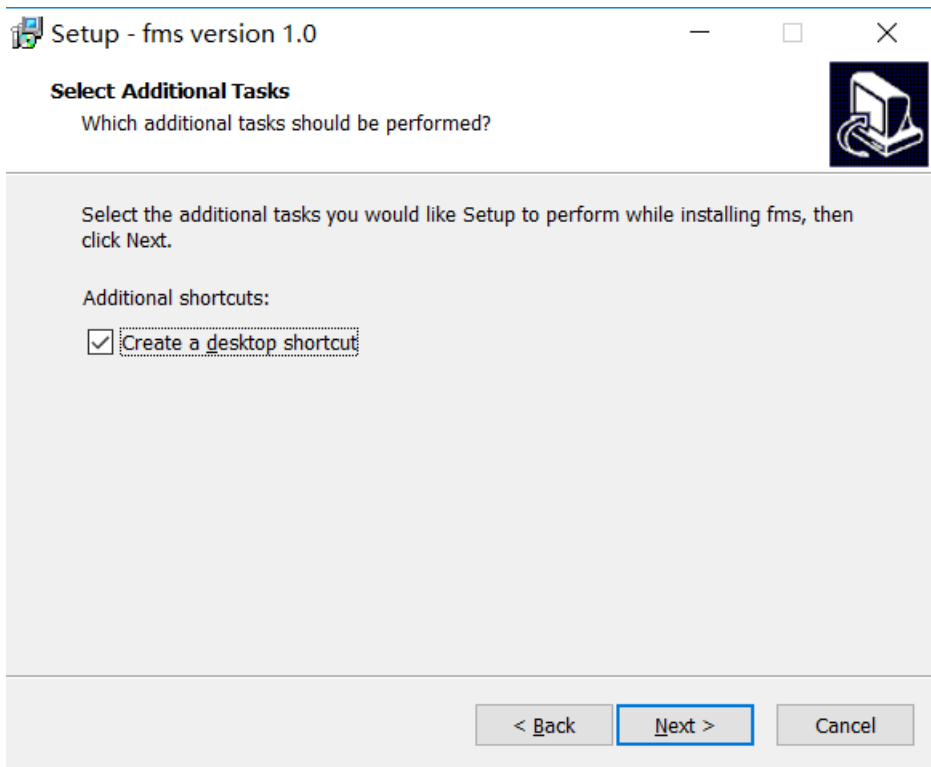 Setup - fms version 1.0
Select Additional Tasks
Which additional tasks should be performed?
Select the additional tasks you would like Setup to perform while installing fms, then
click Next.
Additional shortcuts:
Create a desktop shortcut
< Back
Next >
Cancel